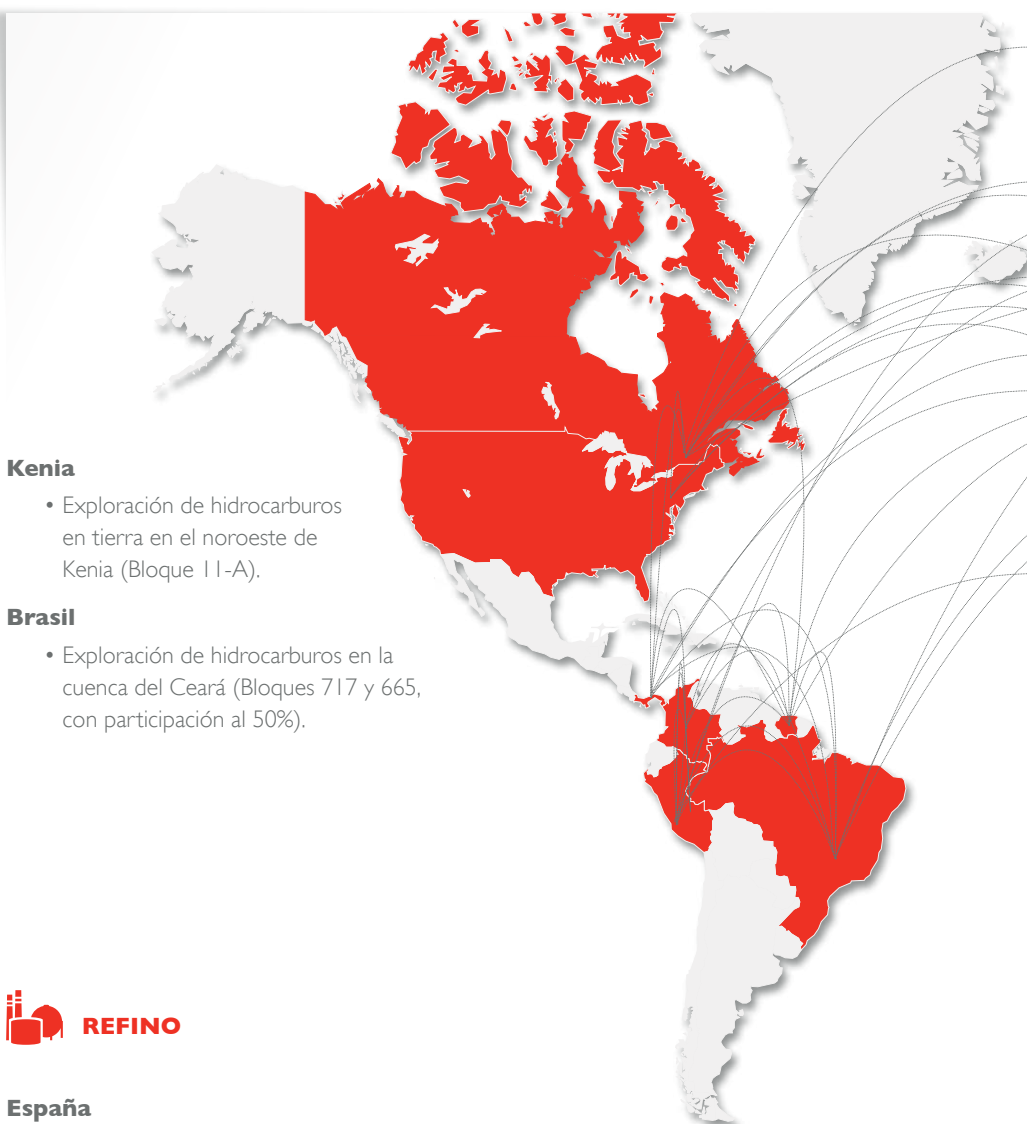 Kenia
• Exploración de hidrocarburos
en tierra en el noroeste de
Kenia (Bloque 11-A).
Brasil
• Exploración de hidrocarburos en la
cuenca del Ceará (Bloques 717 y 665,
con participación al 50%).
REFINO
España